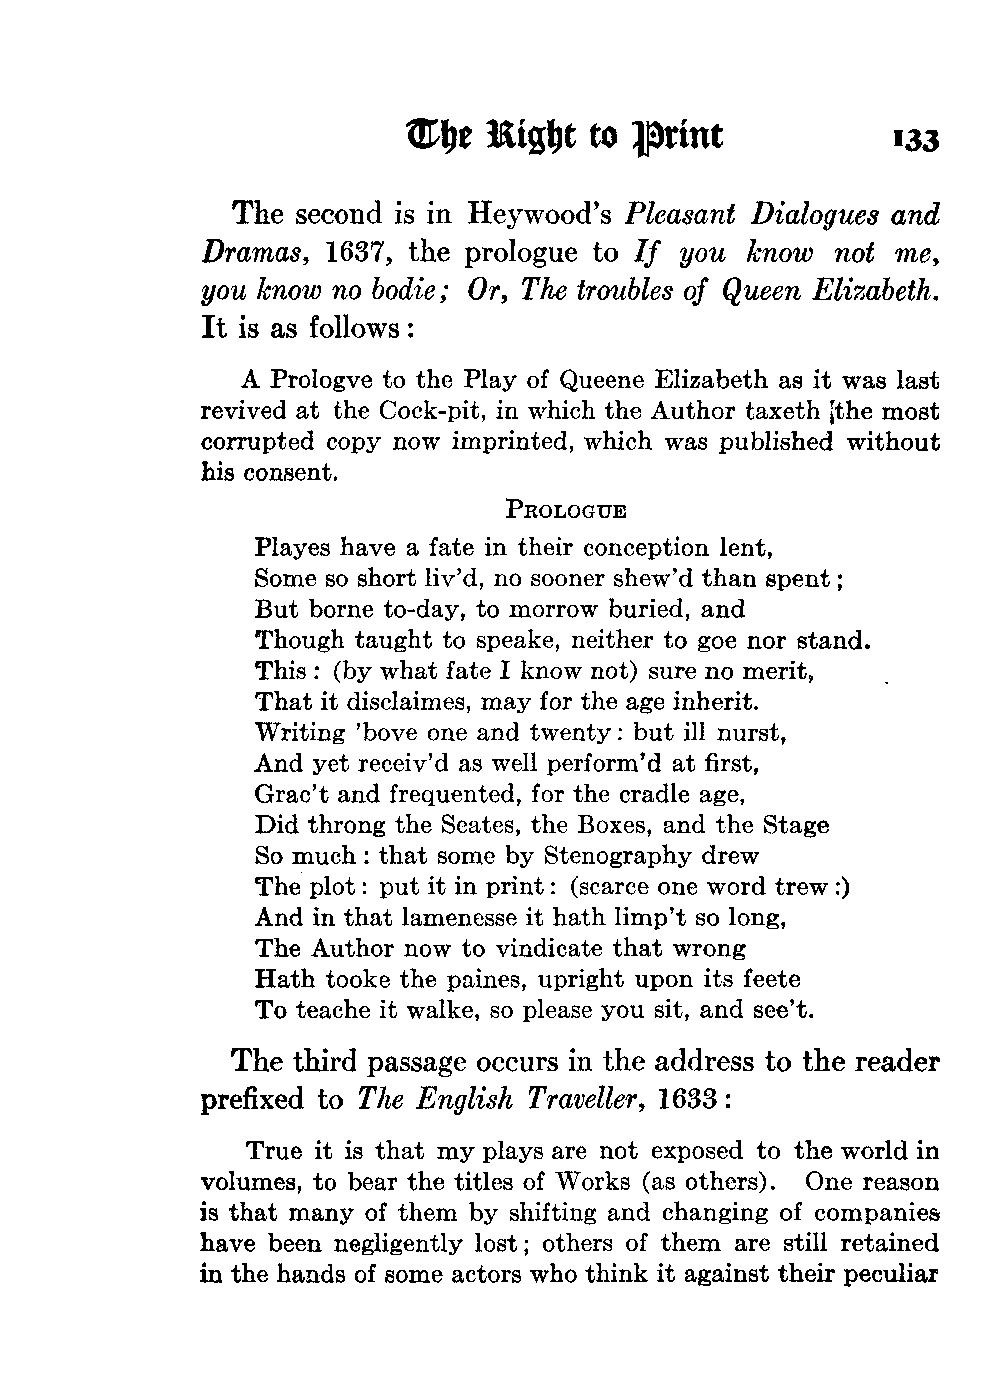 The Right to Print 133
The second is in Heywood's Pleasant Dialogues and
Dramas, 1637, the prologue to If you know not me,
you know no bodie; Or, The troubles of Queen Elizabeth.
It is as follows:
A Prologve to the Play of Queene Elizabeth as it was last
revived at the Cock-pit, in which the Author taxeth [the most
corrupted copy now imprinted, which was published without
his consent.
PROLOGUE
Playes have a fate in their conception lent,
Some so short liv'd, no sooner shew'd than spent;
But borne to-day, to morrow buried, and
Though taught to speake, neither to goe nor stand.
This: (by what fate I know not) sure no merit,
That it disclaimes, may for the age inherit.
Writing 'bove one and twenty: but ill nurst,
And yet receiv'd as well perform'd at first,
Grac't and frequented, for the cradle age,
Did throng the Seates, the Boxes, and the Stage
So much: that some by Stenography drew
The plot: put it in print: (scarce one word trew:)
And in that lamenesse it hath limp't so long,
The Author now to vindicate that wrong
Hath tooke the paines, upright upon its feete
To teache it walke, so please you sit, and see't.
The third passage occurs in the address to the reader
prefixed to The English Traveller, 1633:
True it is that my plays are not exposed to the world in
volumes, to bear the titles of Works (as others). One reason
is that many of them by shifting and changing of companies
have been negligently lost; others of them are still retained
in the hands of some actors who think it against their peculiar